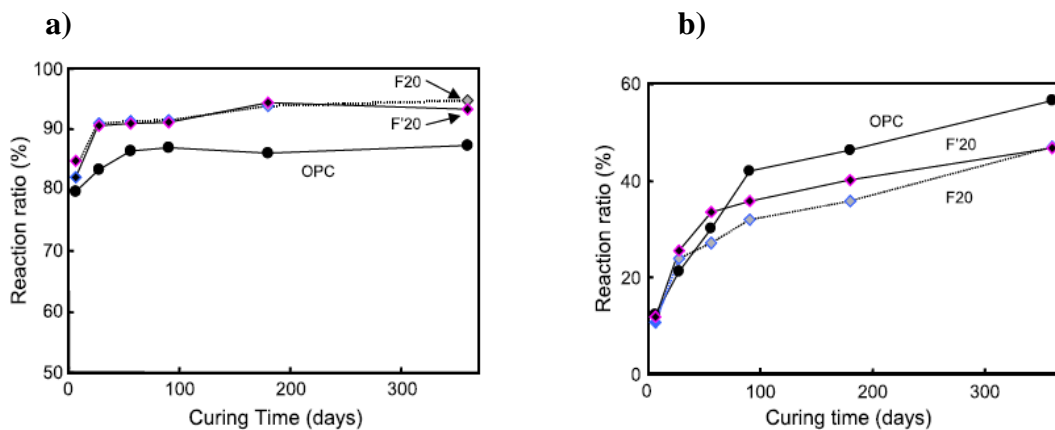 a)
100
90
80
70
60
50
0
100
200
300
Reaction ratio (%)
Curing Time (days)
F20
F'20
OPC
b)
60
40
20
0
0
100
200
300
Reaction ratio (%)
Curing time (days)
OPC
F'20
F20